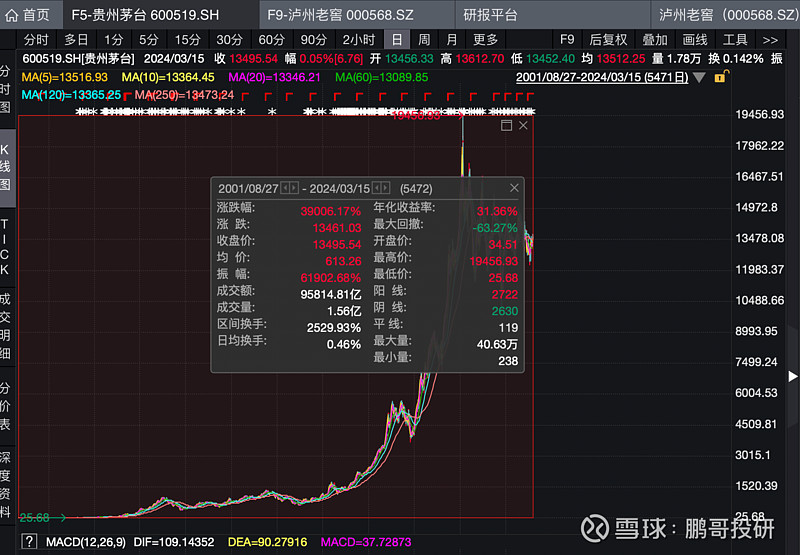 首页 F5-贵州茅台 600519.SH F9-泸州老窖 000568.SZ 研报平台 泸州老窖 (000568.SZ)
分时 多日 1分 5分 15分 30分 60分 90分 2小时 日 周 月 更多 F9 后复权 叠加 画线 工具 >>
600519.SH[贵州茅台] 2024/03/15 收 13495.54 幅 0.05%[6.76] 开 13456.33 高 13612.70 低 13452.40 均 13512.25 量 1.78万 换 0.142% 振
MA(5)=13516.93 MA(10)=13364.45 MA(20)=13346.21 MA(60)=13089.85
2001/08/27-2024/03/15 (5471日)
MA(120)=13365.25 MA(250)=13473.24
分时图
K线图
TICK
成交明细
分价表
深度资料
19456.93
19456.93
17962.22
16467.51
14972.8
13478.08
11983.37
10488.66
8993.95
7499.24
6004.53
4509.81
3015.1
1520.39
25.68
2001/08/27 - 2024/03/15 (5472)
涨跌幅: 39006.17% 年化收益率: 31.36%
涨 跌: 13461.03 最大回撤: -63.27%
收盘价: 13495.54 开盘价: 34.51
均 价: 613.26 最高价: 19456.93
振 幅: 61902.68% 最低价: 25.68
成交额: 95814.81亿 阳 线: 2722
成交量: 1.56亿 阴 线: 2630
区间换手: 2529.93% 平 线: 119
日均换手: 0.46% 最大量: 40.63万
最小量: 238
25.68
? MACD(12,26,9) DIF=109.14352 DEA=90.27916 MACD=37.72873
雪球: 鹏哥投研